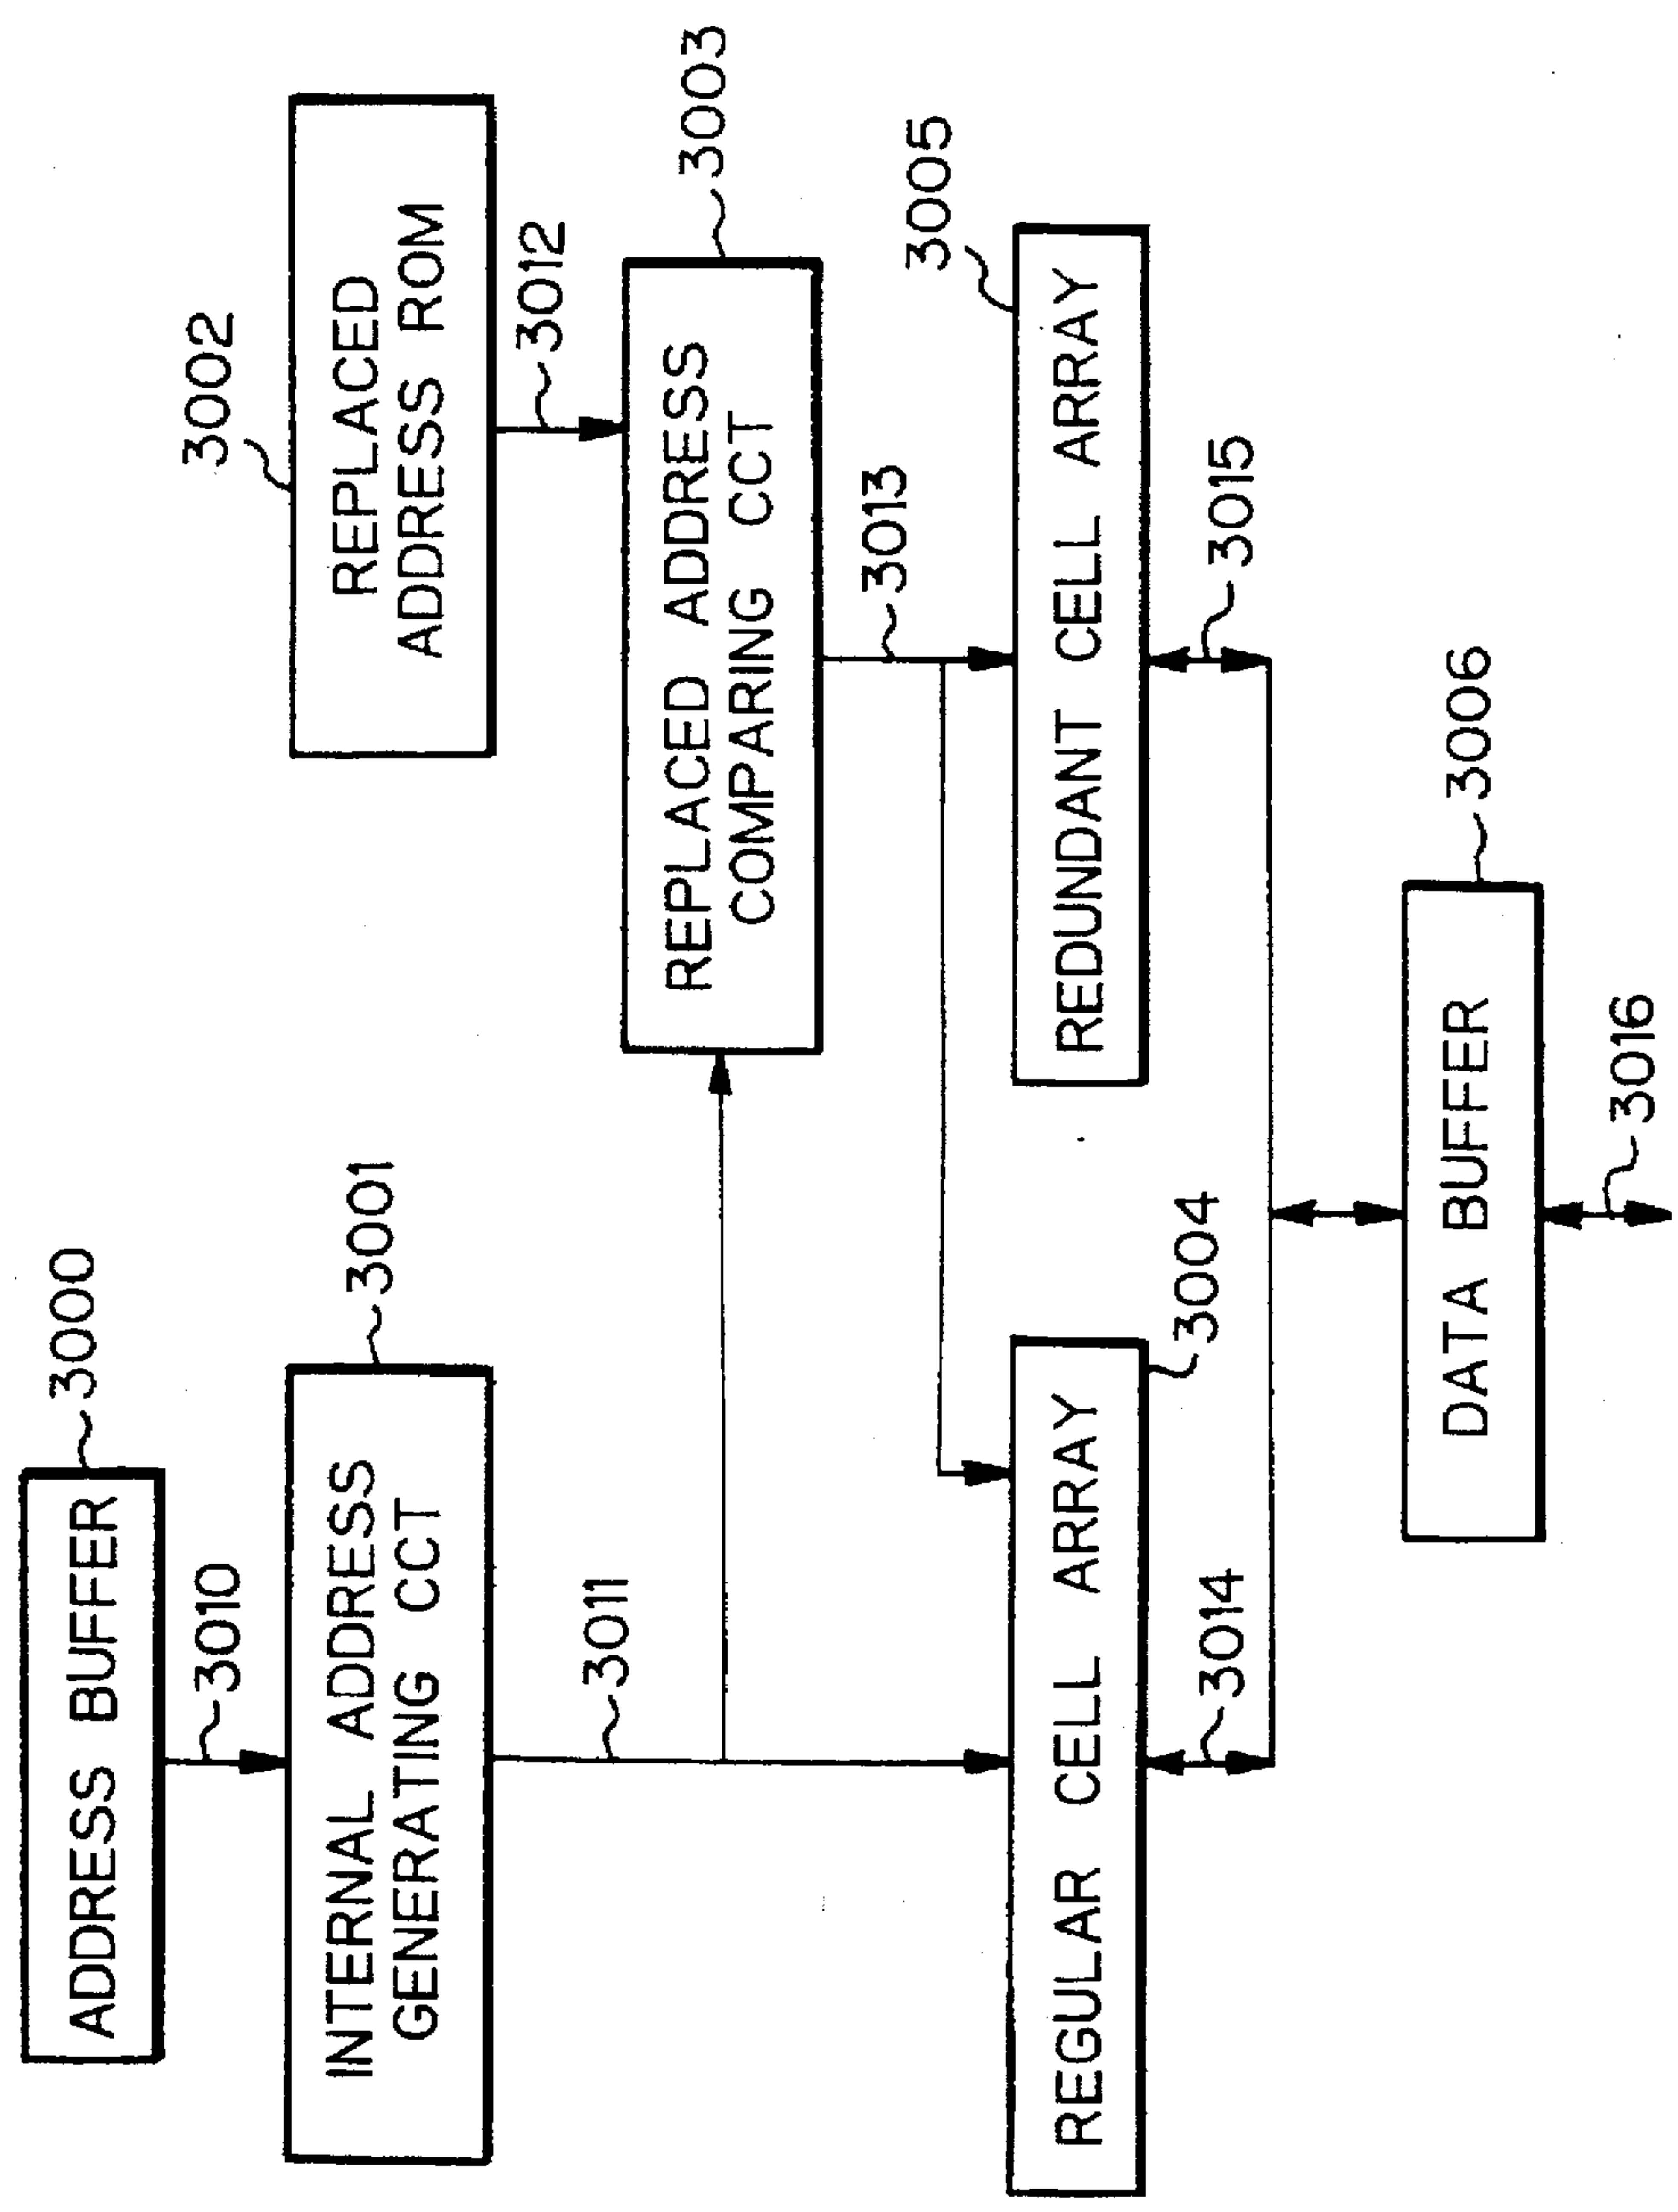 ADDRESS BUFFER
3000
3010
INTERNAL ADDRESS
GENERATING CCT
3001
3011
REPLACED
ADDRESS ROM
3002
3012
REPLACED ADDRESS
COMPARING CCT
3003
3013
REGULAR CELL ARRAY
3004
REDUNDANT CELL ARRAY
3005
3014
3015
DATA BUFFER
3006
3016